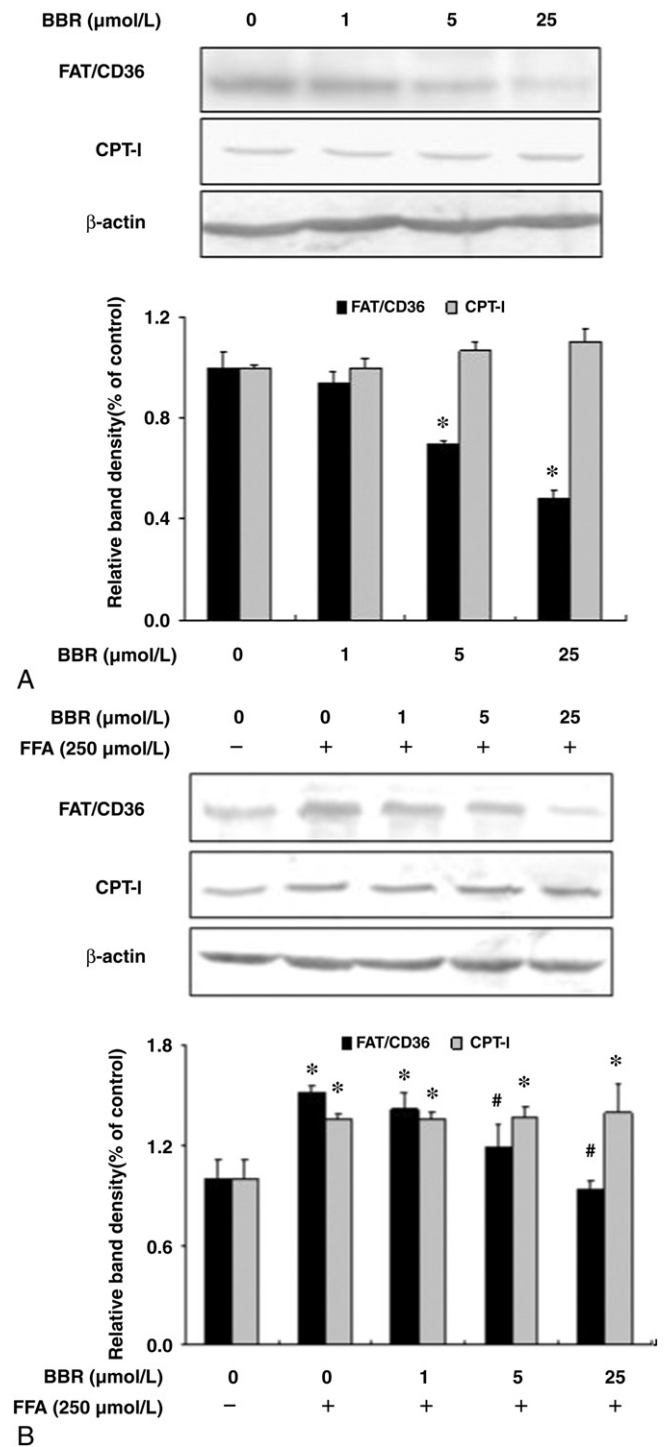 BBR (µmol/L) 0 1 5 25
FAT/CD36
CPT-I
β-actin
FAT/CD36 CPT-I
Relative band density(% of control)
1.2
0.8
0.4
0.0
BBR (µmol/L) 0 1 5 25
* *
A
BBR (µmol/L) 0 0 1 5 25
FFA (250 µmol/L) − + + + +
FAT/CD36
CPT-I
β-actin
FAT/CD36 CPT-I
Relative band density(% of control)
1.8
1.2
0.6
0.0
* * * * # * # *
BBR (µmol/L) 0 0 1 5 25
FFA (250 µmol/L) − + + + +
B